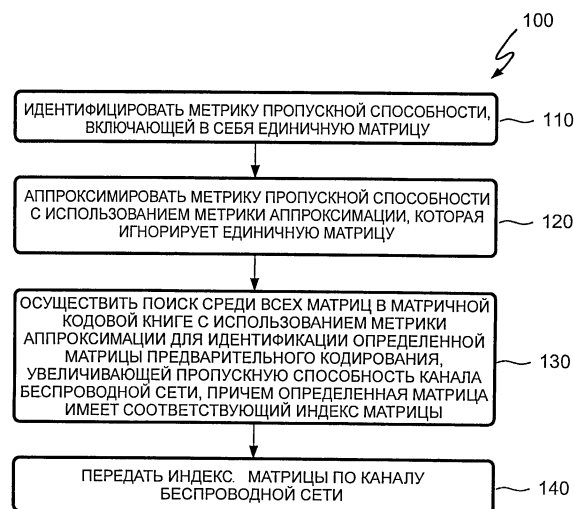 100
ИДЕНТИФИЦИРОВАТЬ МЕТРИКУ ПРОПУСКНОЙ СПОСОБНОСТИ,
ВКЛЮЧАЮЩЕЙ В СЕБЯ ЕДИНИЧНУЮ МАТРИЦУ
110
АППРОКСИМИРОВАТЬ МЕТРИКУ ПРОПУСКНОЙ СПОСОБНОСТИ
С ИСПОЛЬЗОВАНИЕМ МЕТРИКИ АППРОКСИМАЦИИ, КОТОРАЯ
ИГНОРИРУЕТ ЕДИНИЧНУЮ МАТРИЦУ
120
ОСУЩЕСТВИТЬ ПОИСК СРЕДИ ВСЕХ МАТРИЦ В МАТРИЧНОЙ
КОДОВОЙ КНИГЕ С ИСПОЛЬЗОВАНИЕМ МЕТРИКИ
АППРОКСИМАЦИИ ДЛЯ ИДЕНТИФИКАЦИИ ОПРЕДЕЛЕННОЙ
МАТРИЦЫ ПРЕДВАРИТЕЛЬНОГО КОДИРОВАНИЯ,
УВЕЛИЧИВАЮЩЕЙ ПРОПУСКНУЮ СПОСОБНОСТЬ КАНАЛА
БЕСПРОВОДНОЙ СЕТИ, ПРИЧЕМ ОПРЕДЕЛЕННАЯ МАТРИЦА
ИМЕЕТ СООТВЕТСТВУЮЩИЙ ИНДЕКС МАТРИЦЫ
130
ПЕРЕДАТЬ ИНДЕКС. МАТРИЦЫ ПО КАНАЛУ
БЕСПРОВОДНОЙ СЕТИ
140